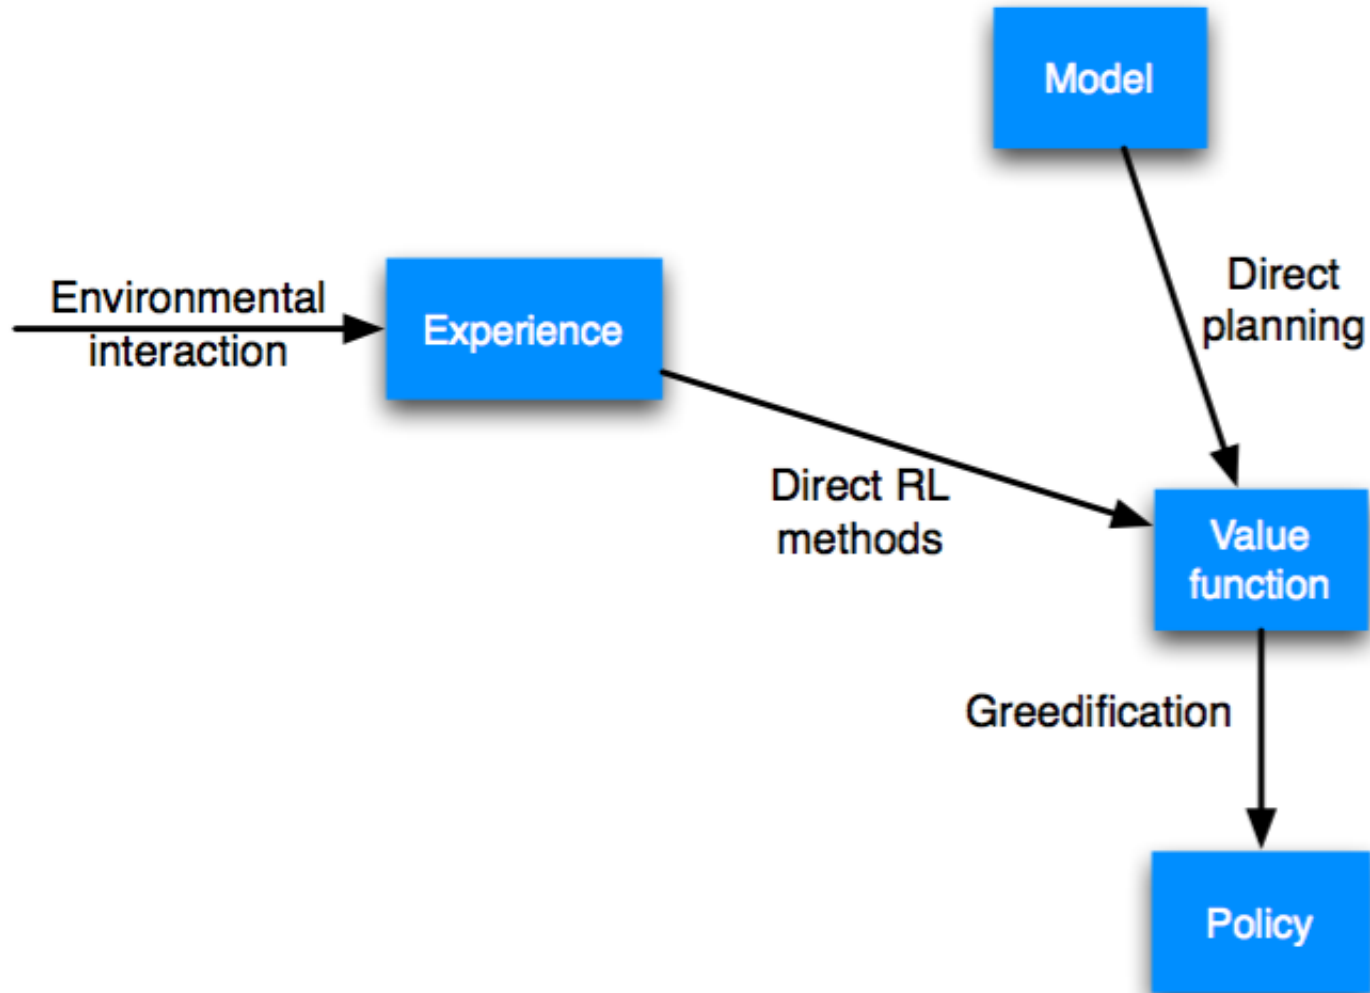 Model
Environmental
interaction
Experience
Direct
planning
Direct RL
methods
Value
function
Greedification
Policy